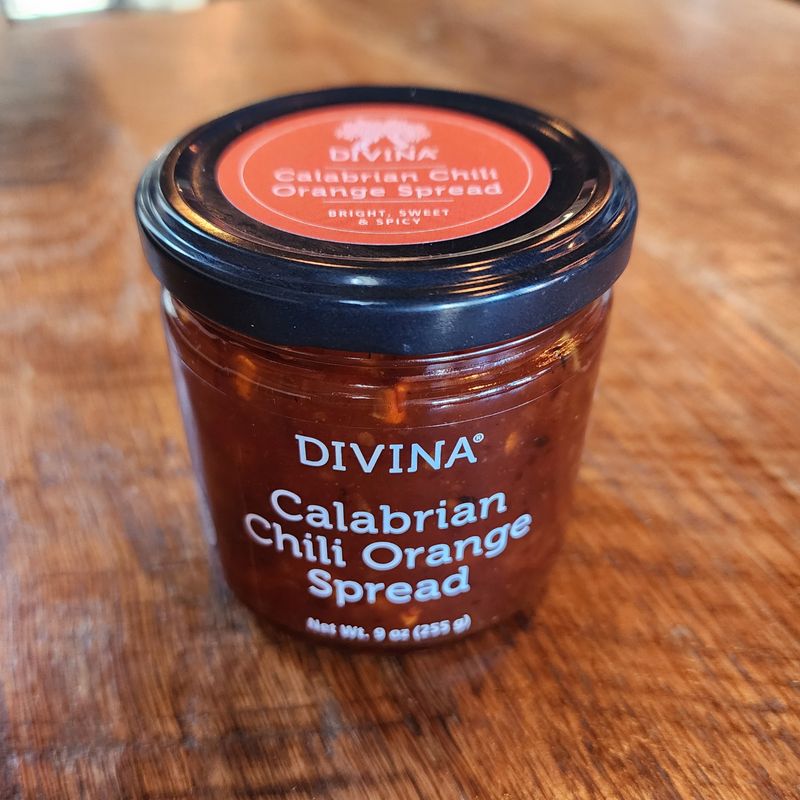 DIVINA
Calabrian Chili
Orange Spread
BRIGHT, SWEET
& SPICY
DIVINA®
Calabrian
Chili Orange
Spread
Net Wt. 9 oz (255 g)